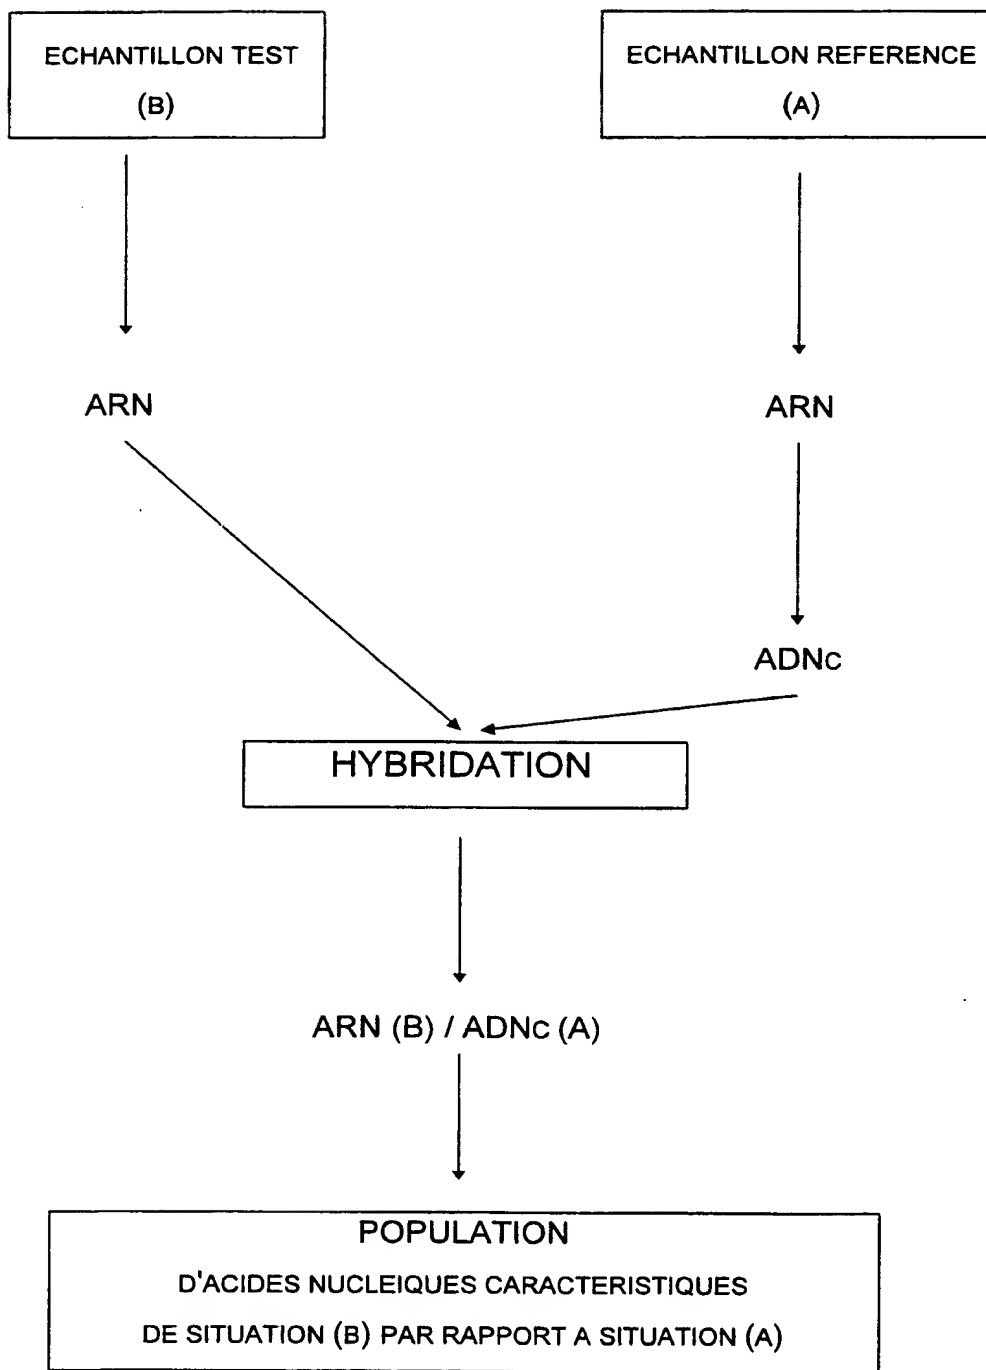 ECHANTILLON TEST
(B)
ECHANTILLON REFERENCE
(A)
ARN
ARN
ADNc
HYBRIDATION
ARN (B) / ADNc (A)
POPULATION
D'ACIDES NUCLEIQUES CARACTERISTIQUES
DE SITUATION (B) PAR RAPPORT A SITUATION (A)